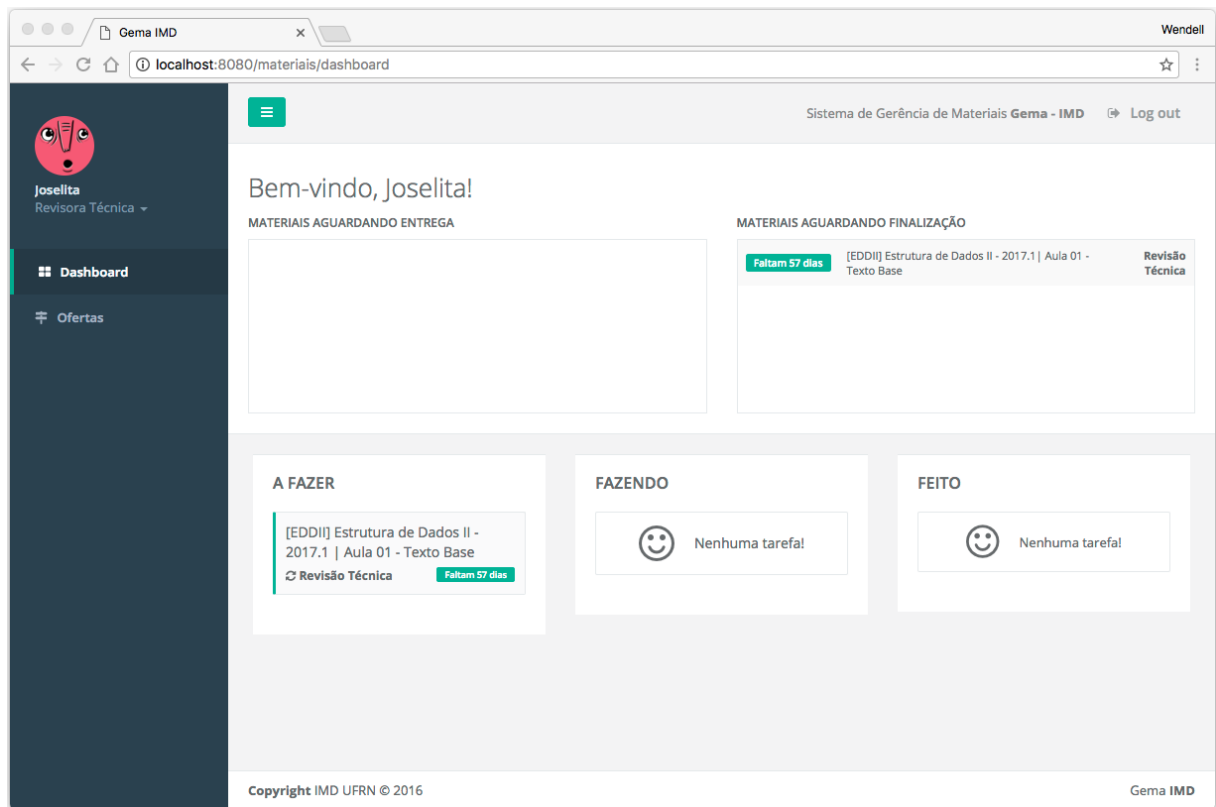 Gema IMD
Wendell
localhost:8080/materiais/dashboard
Sistema de Gerência de Materiais Gema - IMD
Log out
Joselita
Revisora Técnica
Dashboard
Ofertas
Bem-vindo, Joselita!
MATERIAIS AGUARDANDO ENTREGA
MATERIAIS AGUARDANDO FINALIZAÇÃO
Faltam 57 dias
[EDDII] Estrutura de Dados II - 2017.1| Aula 01 -
Texto Base
Revisão
Técnica
A FAZER
[EDDII] Estrutura de Dados II -
2017.1 | Aula 01 - Texto Base
Revisão Técnica
Faltam 57 dias
FAZENDO
Nenhuma tarefa!
FEITO
Nenhuma tarefa!
Copyright IMD UFRN © 2016
Gema IMD